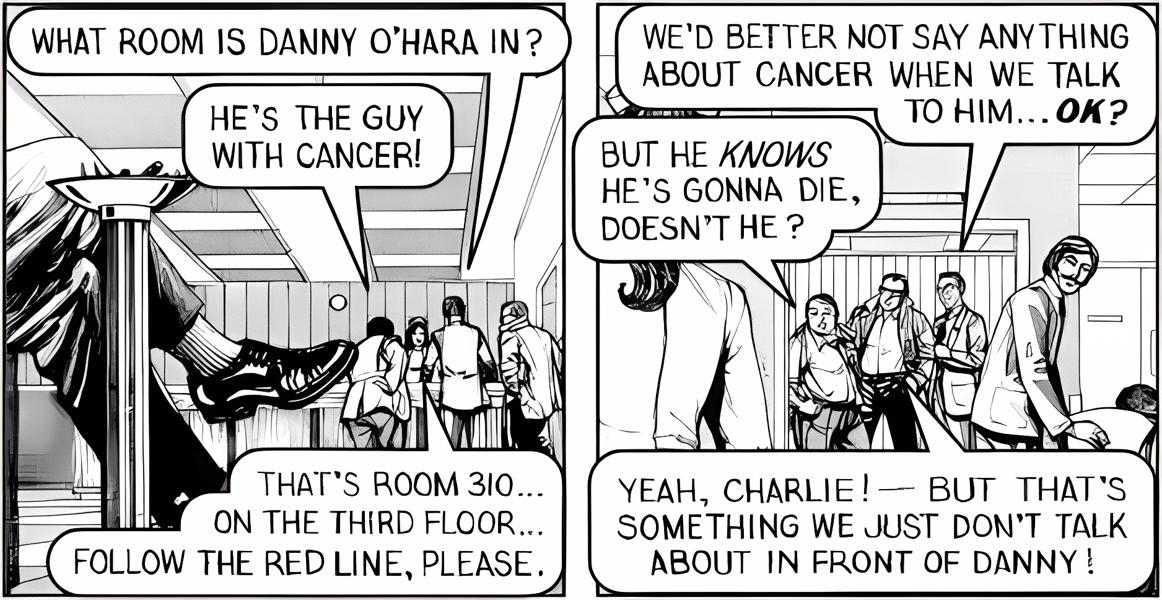 WHAT ROOM IS DANNY O'HARA IN?
HE'S THE GUY
WITH CANCER!
THAT'S ROOM 310...
ON THE THIRD FLOOR...
FOLLOW THE RED LINE, PLEASE.
WE'D BETTER NOT SAY ANYTHING
ABOUT CANCER WHEN WE TALK
TO HIM... OK?
BUT HE KNOWS
HE'S GONNA DIE,
DOESN'T HE?
YEAH, CHARLIE! — BUT THAT'S
SOMETHING WE JUST DON'T TALK
ABOUT IN FRONT OF DANNY!